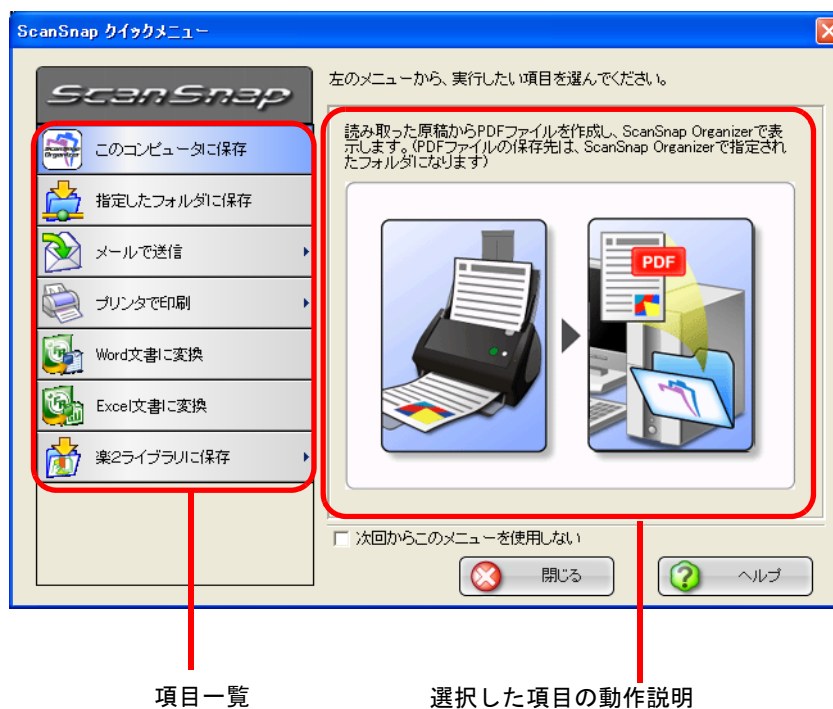 ScanSnap クイックメニュー
ScanSnap
左のメニューから、実行したい項目を選んでください。
このコンピュータに保存
指定したフォルダに保存
メールで送信
プリンタで印刷
Word文書に変換
Excel文書に変換
楽2ライブラリに保存
読み取った原稿からPDFファイルを作成し、ScanSnap Organizerで表
示します。(PDFファイルの保存先は、ScanSnap Organizerで指定され
たフォルダになります)
PDF
次回からこのメニューを使用しない
閉じる
ヘルプ
項目一覧
選択した項目の動作説明